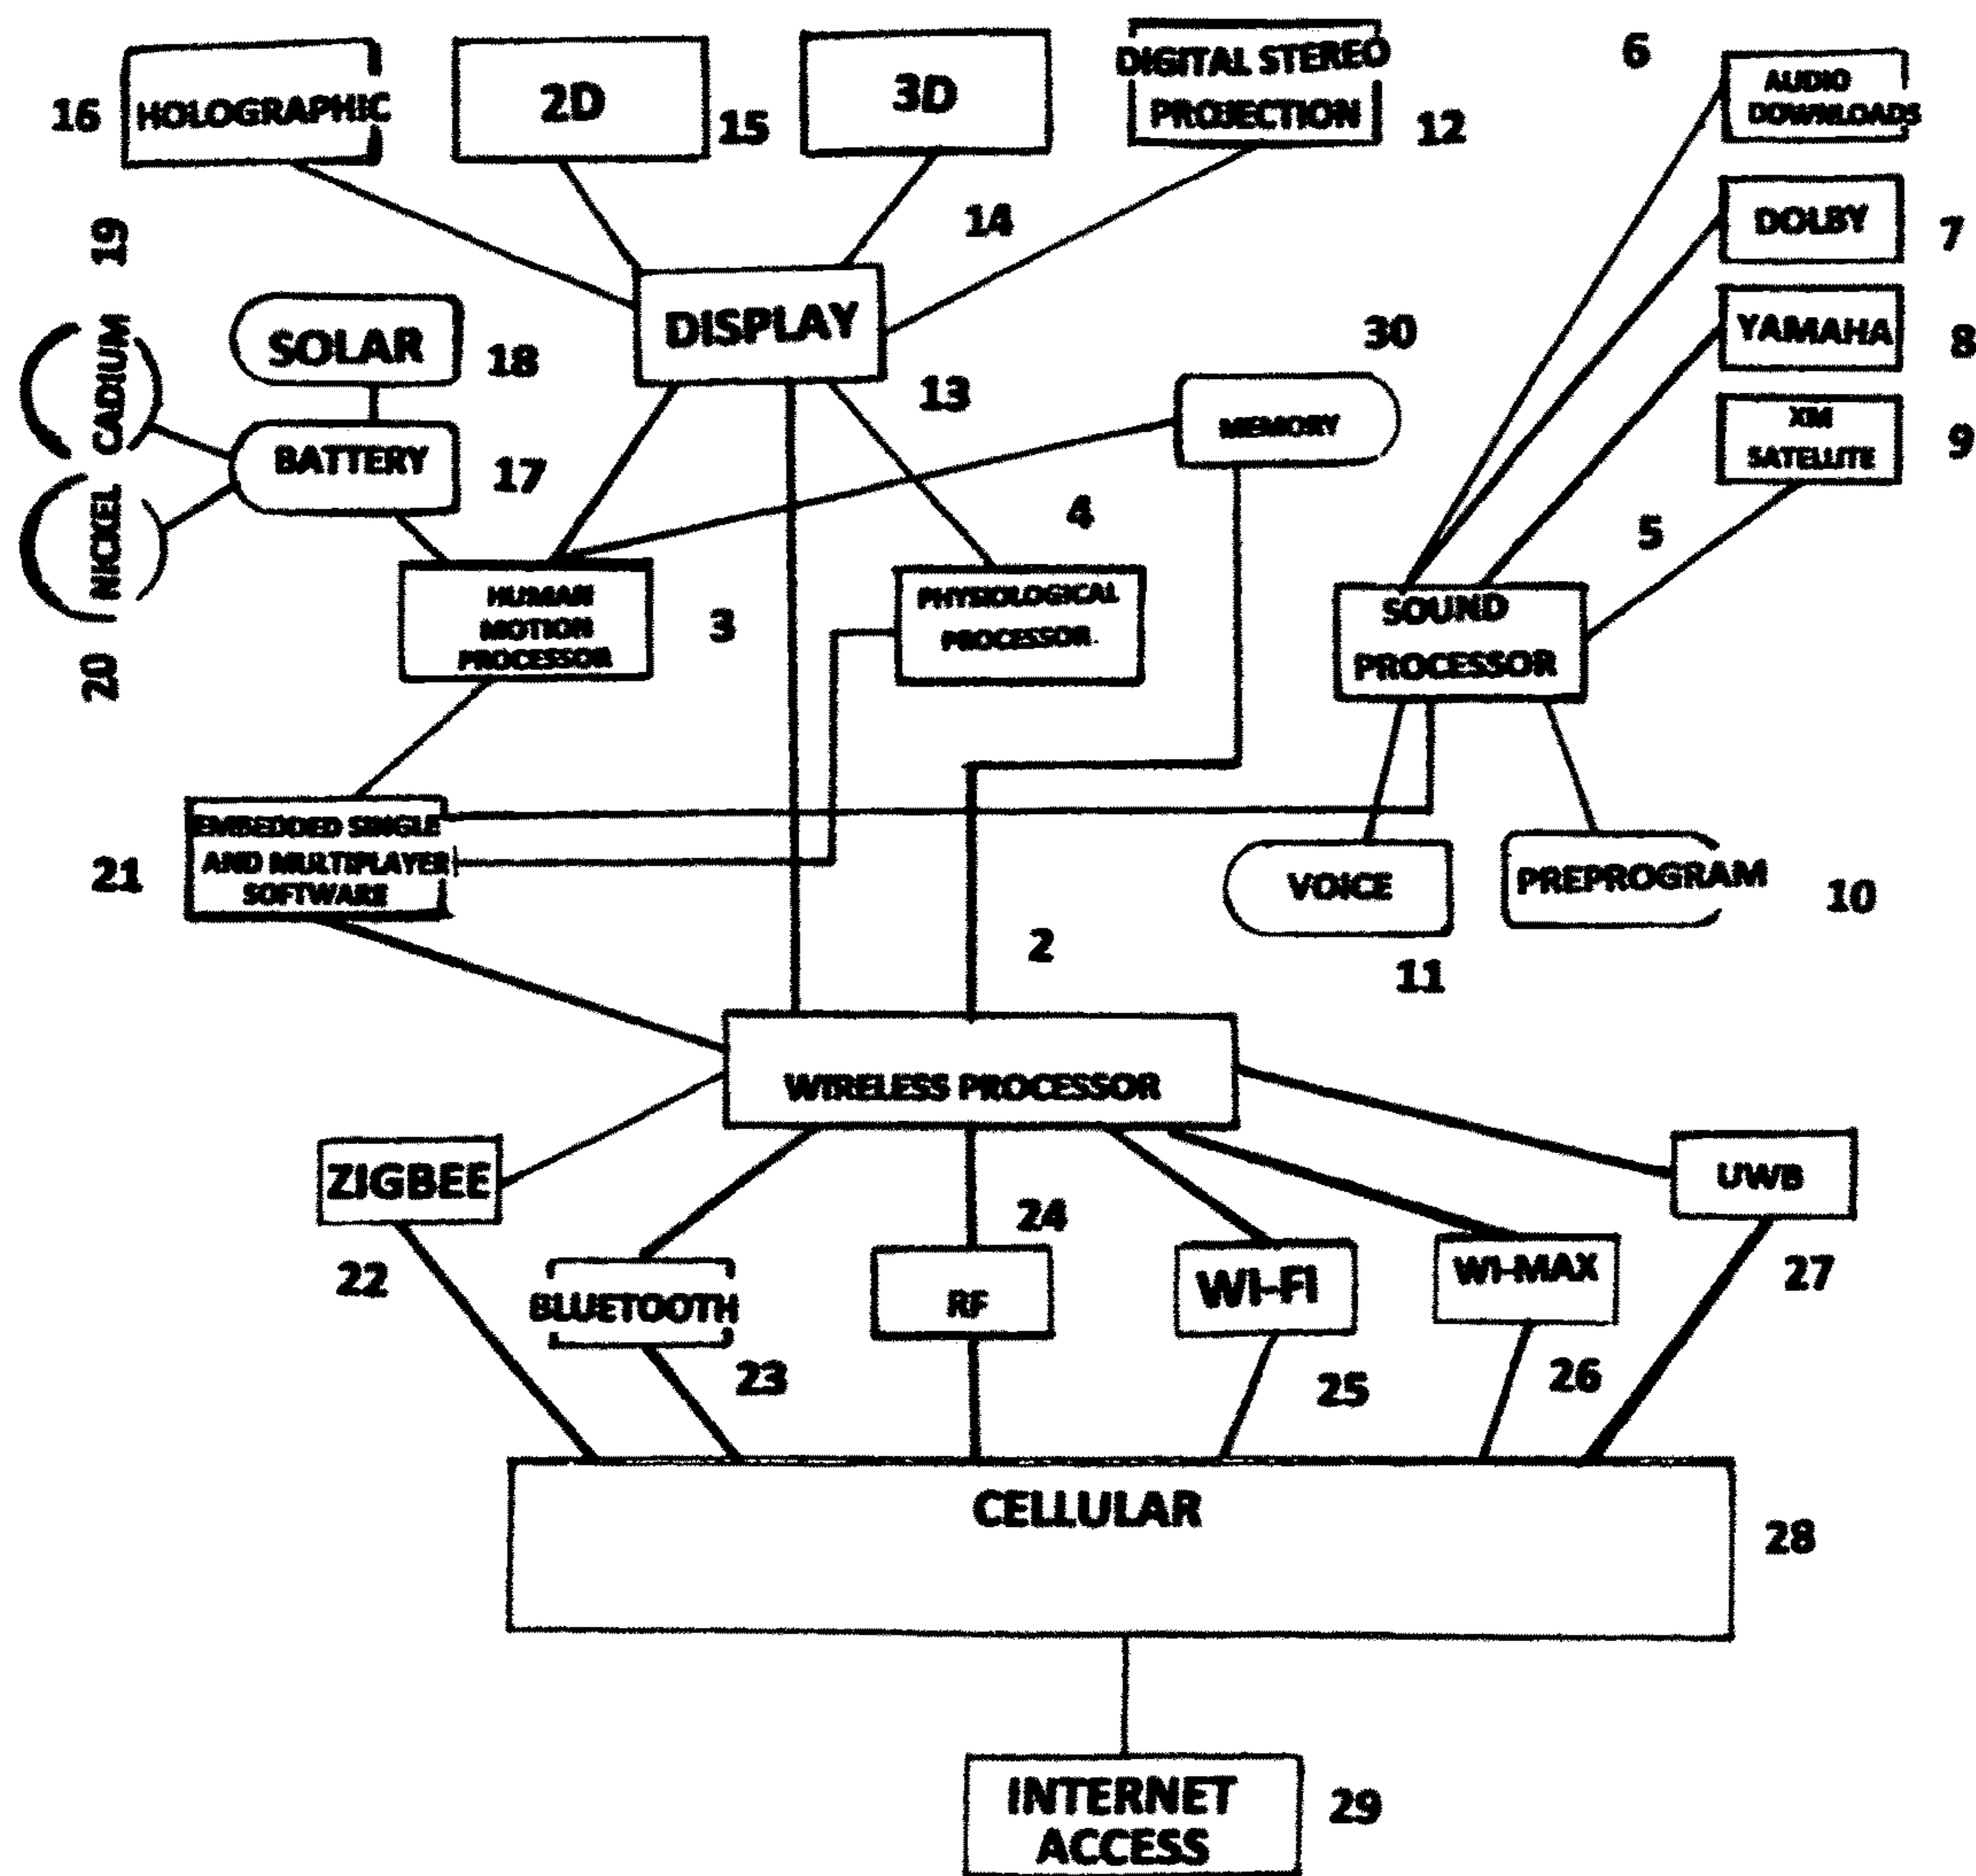 HOLOGRAPHIC
16
2D
15
3D
14
DIGITAL STEREO
PROJECTION
12
6
AUDIO
DOWNLOADS
DOLBY
7
YAMAHA
8
XM
SATELLITE
9
5
19
CADIUM
SOLAR
18
DISPLAY
13
30
MEMORY
BATTERY
17
NICKEL
20
HUMAN
MOTION
PROCESSOR
3
4
PHYSIOLOGICAL
PROCESSOR
SOUND
PROCESSOR
EMBEDDED SINGLE
AND MULTIPLAYER
SOFTWARE
21
VOICE
11
PREPROGRAM
10
2
WIRELESS PROCESSOR
ZIGBEE
22
BLUETOOTH
23
24
RF
WI-FI
25
WI-MAX
26
UWB
27
CELLULAR
28
INTERNET
ACCESS
29